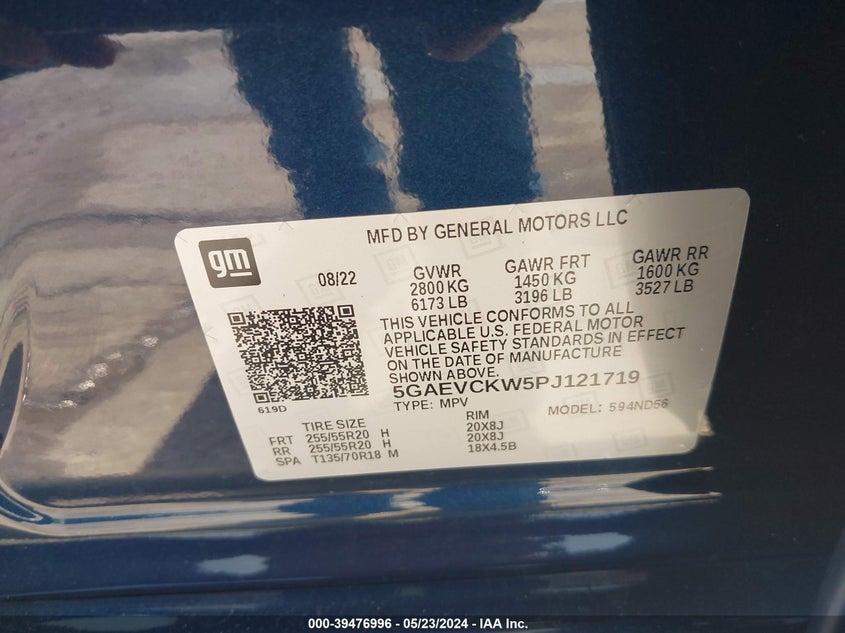 gm
MFD BY GENERAL MOTORS LLC
08/22
GVWR
2800 KG
6173 LB
GAWR FRT
1450 KG
3196 LB
GAWR RR
1600 KG
3527 LB
THIS VEHICLE CONFORMS TO ALL
APPLICABLE U.S. FEDERAL MOTOR
VEHICLE SAFETY STANDARDS IN EFFECT
ON THE DATE OF MANUFACTURE
SHOWN ABOVE.
5GAEVCKW5PJ121719
TYPE: MPV
MODEL: 594ND56
619D
TIRE SIZE RIM
FRT 255/55R20 H 20X8J
RR 255/55R20 H 20X8J
SPA T135/70R18 M 18X4.5B
000-39476996 - 05/23/2024 - IAA Inc.